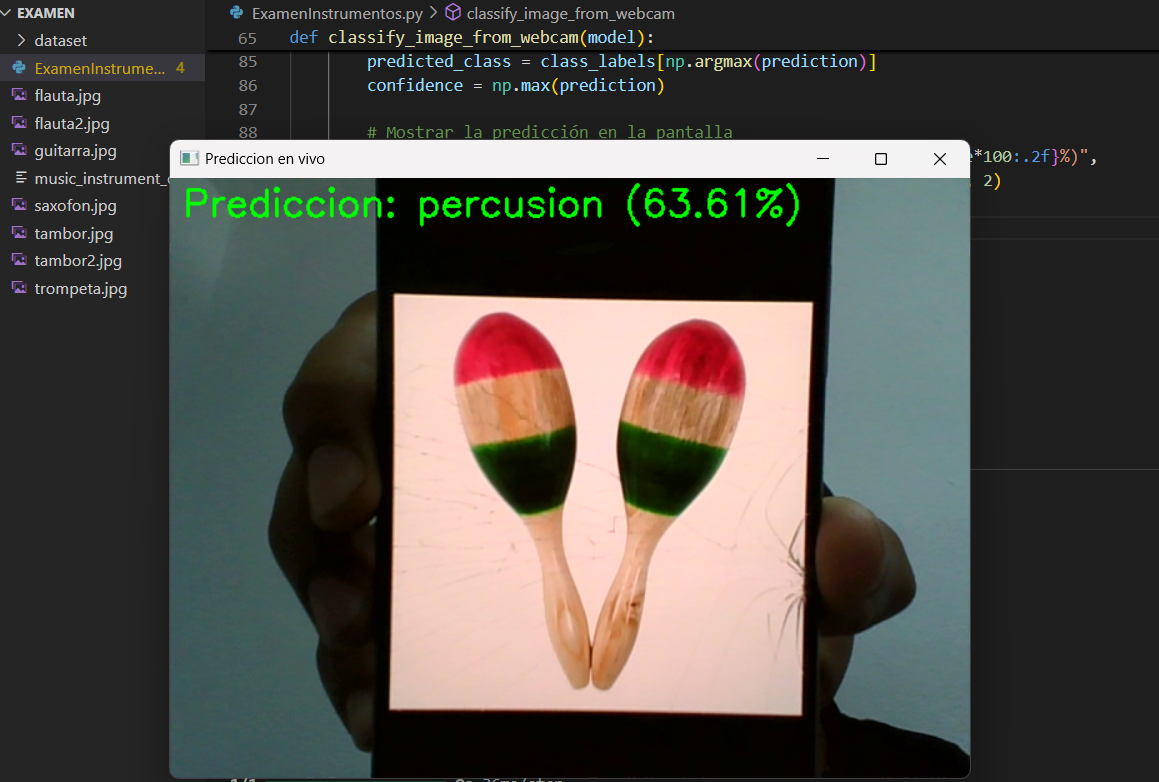 EXAMEN
dataset
ExamenInstrume... 4
flauta.jpg
flauta2.jpg
guitarra.jpg
music_instrument_
saxofon.jpg
tambor.jpg
tambor2.jpg
trompeta.jpg
ExamenInstrumentos.py > classify_image_from_webcam
65 def classify_image_from_webcam(model):
85 predicted_class = class_labels[np.argmax(prediction)]
86 confidence = np.max(prediction)
87
88 # Mostrar la predicción en la pantalla
*100:.2f}%)",
2)
Prediccion en vivo
Prediccion: percusion (63.61%)